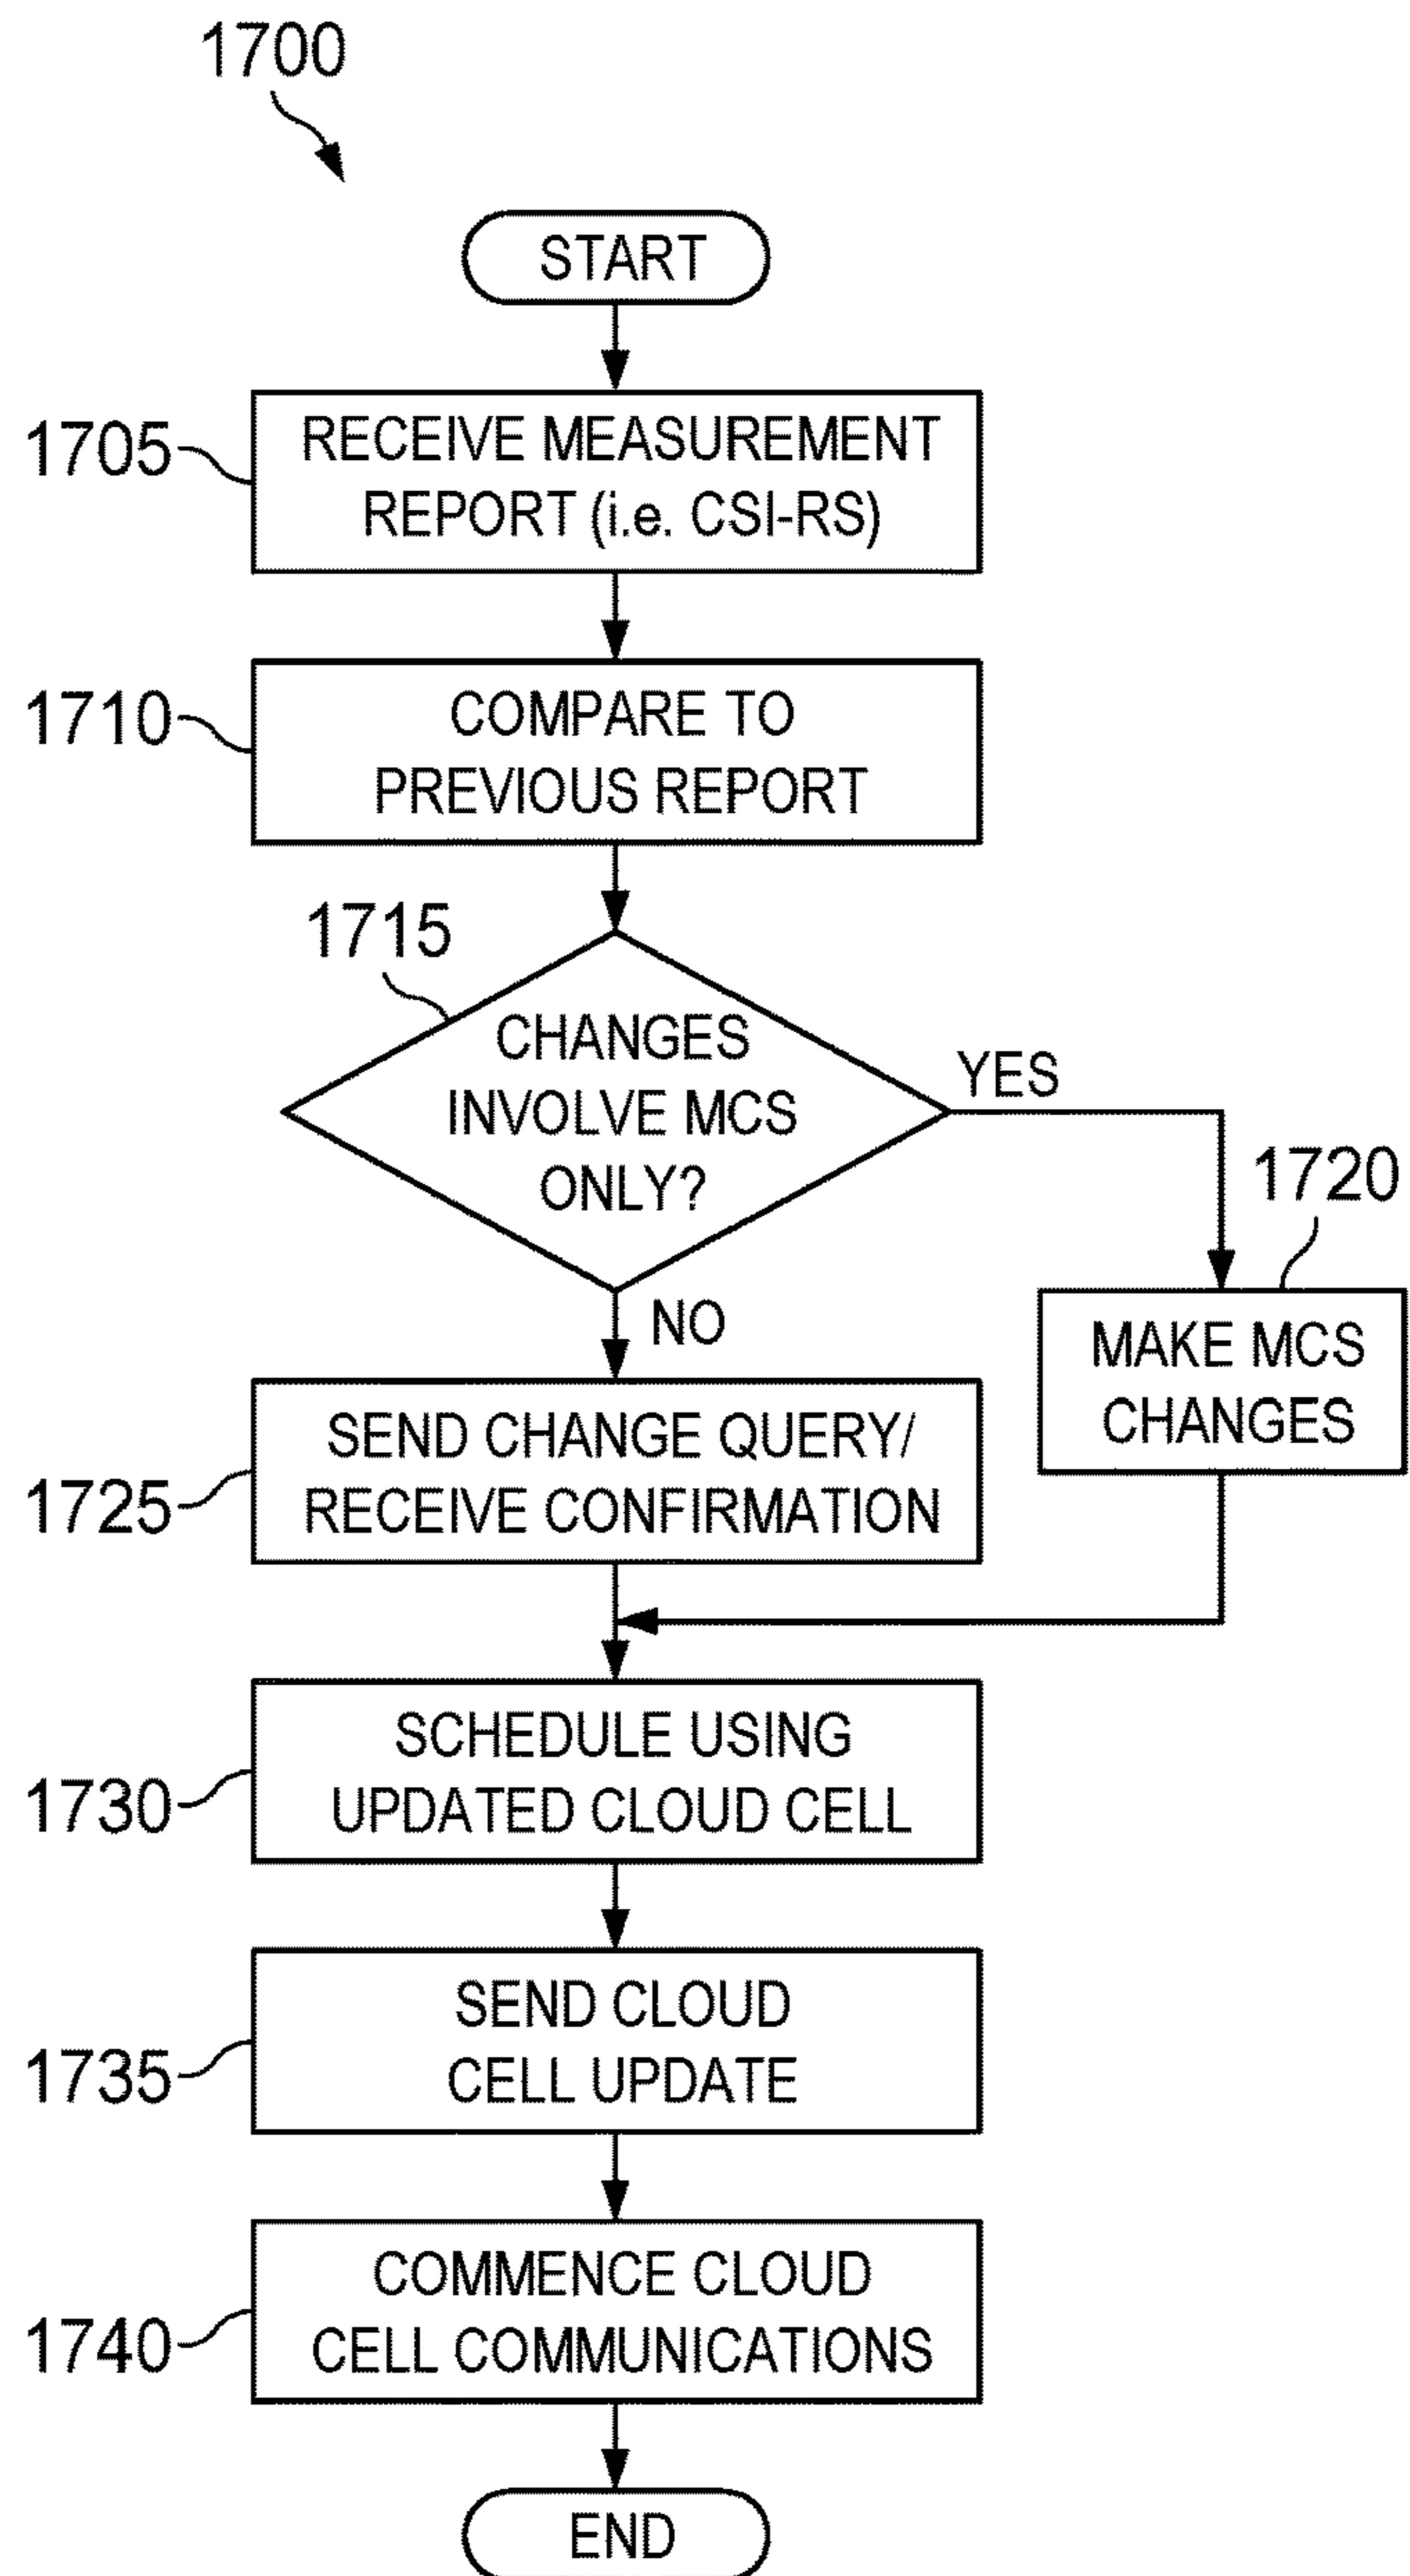 1700
START
1705
RECEIVE MEASUREMENT
REPORT (i.e. CSI-RS)
1710
COMPARE TO
PREVIOUS REPORT
1715
CHANGES
INVOLVE MCS
ONLY?
YES
1720
MAKE MCS
CHANGES
NO
1725
SEND CHANGE QUERY/
RECEIVE CONFIRMATION
1730
SCHEDULE USING
UPDATED CLOUD CELL
1735
SEND CLOUD
CELL UPDATE
1740
COMMENCE CLOUD
CELL COMMUNICATIONS
END